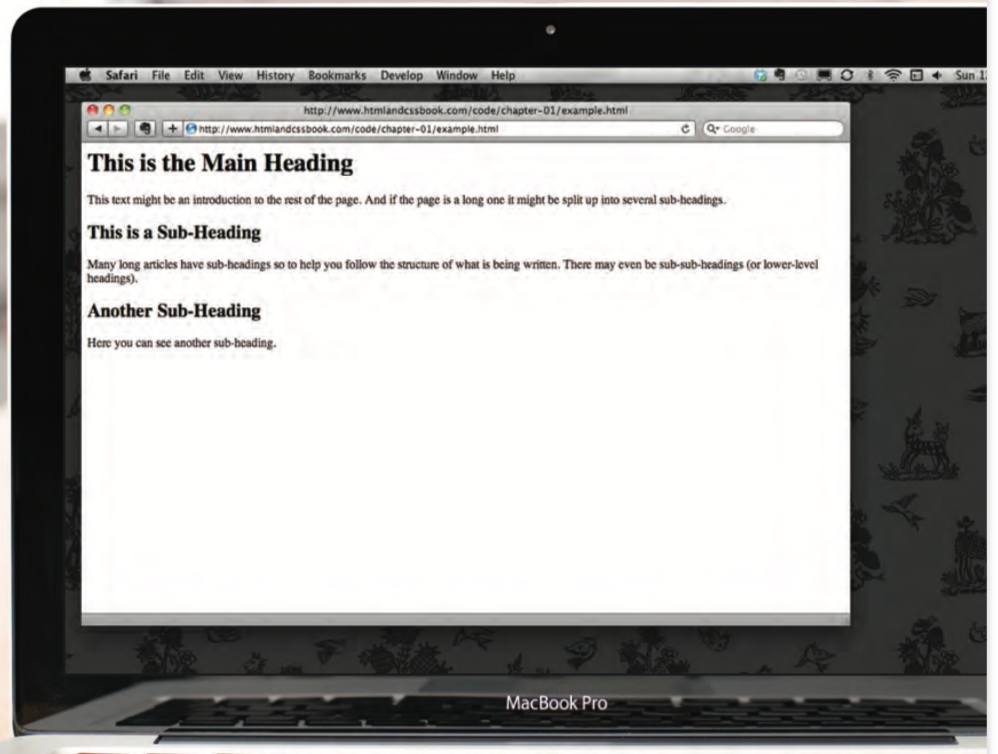 Safari File Edit View History Bookmarks Develop Window Help
Sun
http://www.htmlandcssbook.com/code/chapter-01/example.html
http://www.htmlandcssbook.com/code/chapter-01/example.html
Google
This is the Main Heading
This text might be an introduction to the rest of the page. And if the page is a long one it might be split up into several sub-headings.
This is a Sub-Heading
Many long articles have sub-headings so to help you follow the structure of what is being written. There may even be sub-sub-headings (or lower-level
headings).
Another Sub-Heading
Here you can see another sub-heading.
MacBook Pro